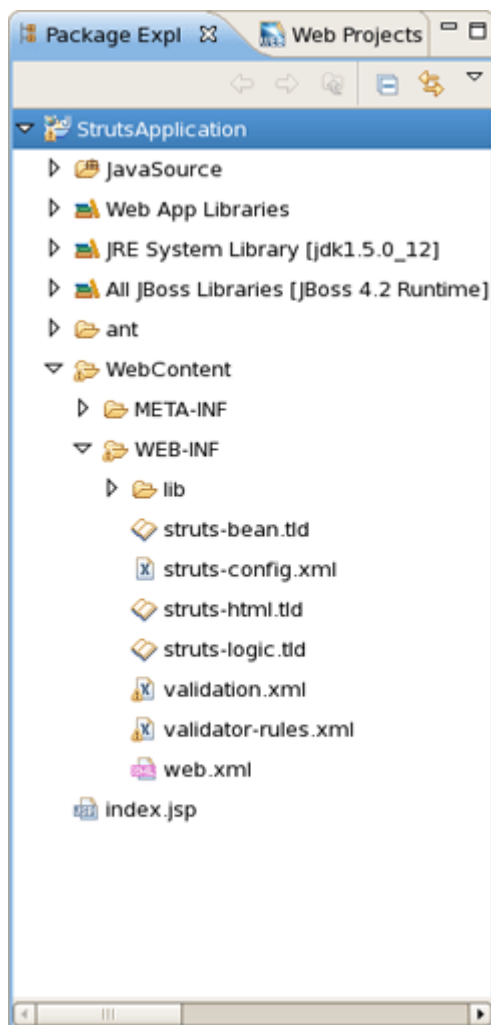 Package Expl Web Projects
StrutsApplication
JavaSource
Web App Libraries
JRE System Library [jdk1.5.0_12]
All JBoss Libraries [JBoss 4.2 Runtime]
ant
WebContent
META-INF
WEB-INF
lib
struts-bean.tld
struts-config.xml
struts-html.tld
struts-logic.tld
validation.xml
validator-rules.xml
web.xml
index.jsp